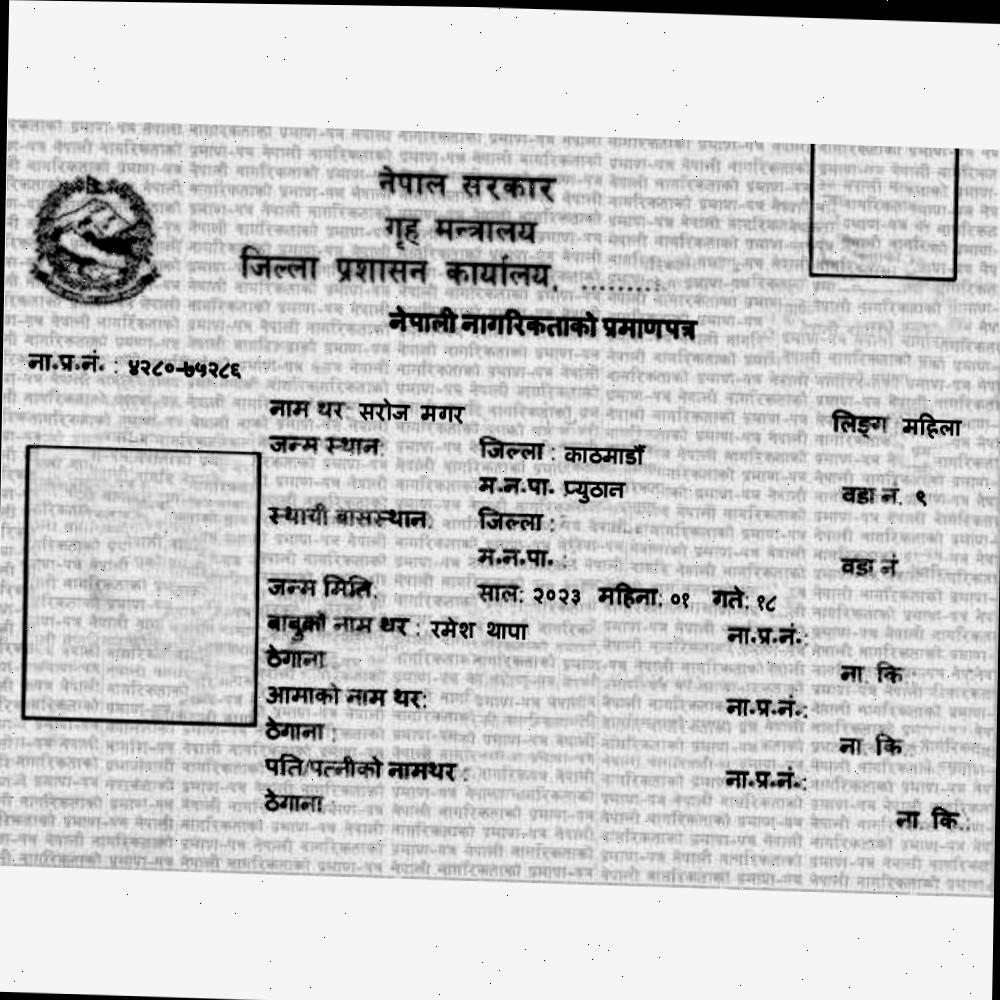 नेपाल सरकार
गृह मन्त्रालय
जिल्ला प्रशासन कार्यालय, .........
नेपाली नागरिकताको प्रमाणपत्र
ना.प्र.नं. : ४२८०-७५२८६
नाम थर: सरोज मगर लिङ्ग महिला
जन्म स्थान: जिल्ला : काठमाडौँ
म.न.पा. प्युठान वडा नं. ९
स्थायी बासस्थान: जिल्ला :
म.न.पा. : वडा नं
जन्म मिति: साल: २०२३ महिना: ०१ गते: १८
बाबुको नाम थर : रमेश थापा ना.प्र.नं.:
ठेगाना : ना. कि :
आमाको नाम थर: ना.प्र.नं.:
ठेगाना : ना. कि :
पति/पत्नीको नामथर : ना.प्र.नं.:
ठेगाना : ना. कि.: